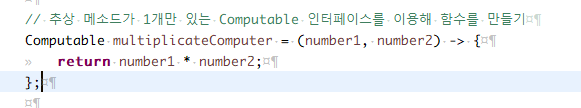 // 추상 메소드가 1개만 있는 Computable 인터페이스를 이용해 함수를 만들기
Computable multiplicateComputer = (number1, number2) -> {
return number1 * number2;
};